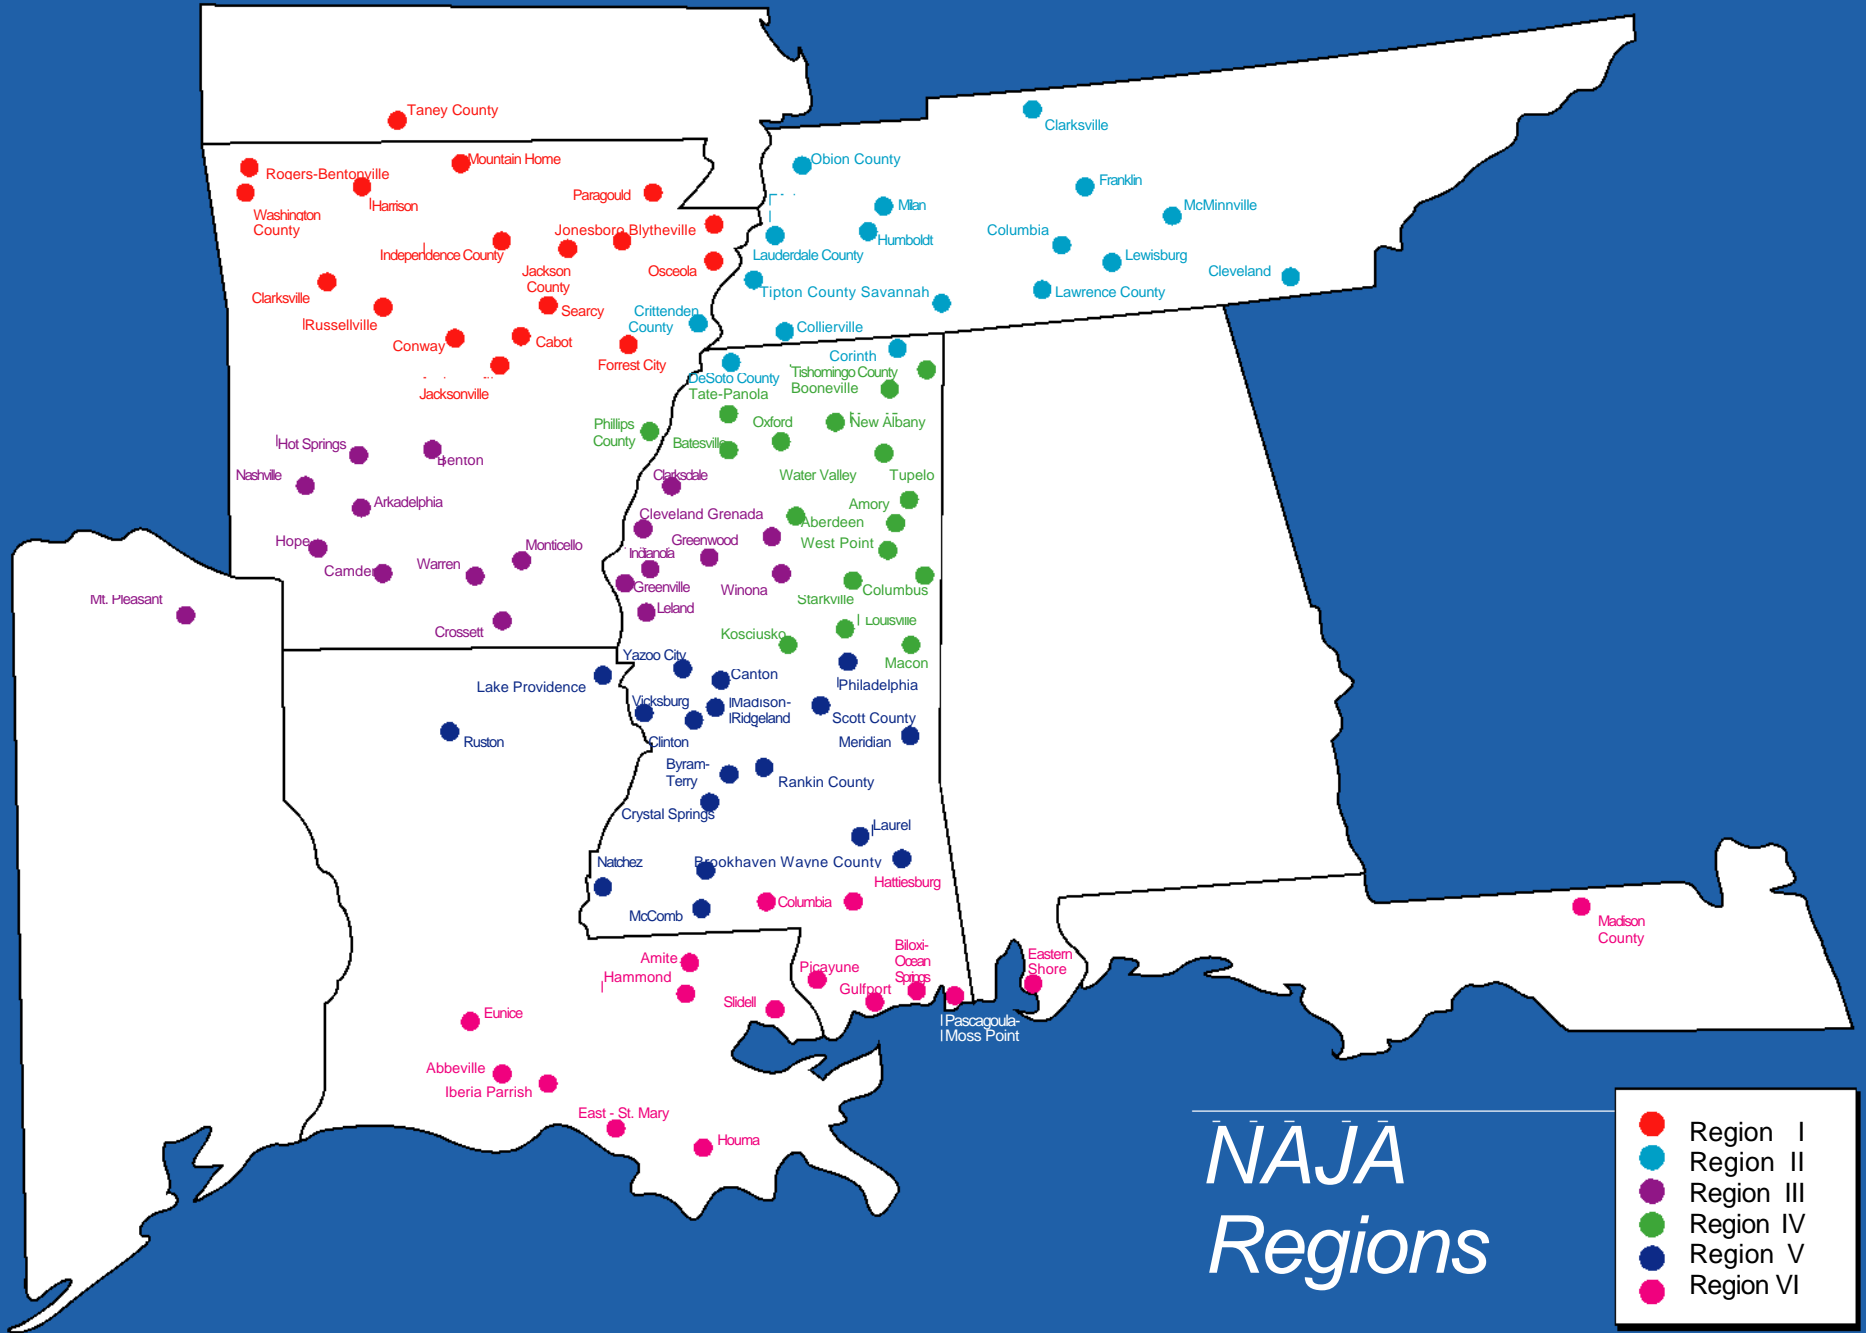 Taney County
Clarksville
Mountain Home
Obion County
Rogers-Bentonville
Harrison
Paragould
Franklin
Washington
County
Milan
McMinnville
Jonesboro Blytheville
Humboldt
Columbia
Independence County
Lauderdale County
Lewisburg
Jackson
County
Osceola
Cleveland
Clarksville
Tipton County Savannah
Lawrence County
Russellville
Searcy
Crittenden
County
Collierville
Conway
Cabot
Forrest City
Corinth
Jacksonville
DeSoto County
Tishomingo County
Tate-Panola
Booneville
Phillips
County
Oxford
New Albany
Batesville
Hot Springs
Benton
Nashville
Clarksdale
Water Valley
Tupelo
Arkadelphia
Amory
Cleveland Grenada
Aberdeen
Hope
Monticello
Greenwood
West Point
Indianola
Camden
Warren
Greenville
Winona
Columbus
Mt. Pleasant
Starkville
Leland
Louisville
Crossett
Kosciusko
Yazoo City
Macon
Lake Providence
Canton
Philadelphia
Vicksburg
Madison-
Ridgeland
Scott County
Ruston
Clinton
Meridian
Byram-
Terry
Rankin County
Crystal Springs
Laurel
Natchez
Brookhaven Wayne County
Hattiesburg
McComb
Columbia
Madison
County
Biloxi-
Ocean
Springs
Amite
Picayune
Eastern
Shore
Hammond
Gulfport
Slidell
Eunice
Pascagoula-
Moss Point
Abbeville
Iberia Parrish
East - St. Mary
Houma
NAJA
Regions
Region I
Region II
Region III
Region IV
Region V
Region VI